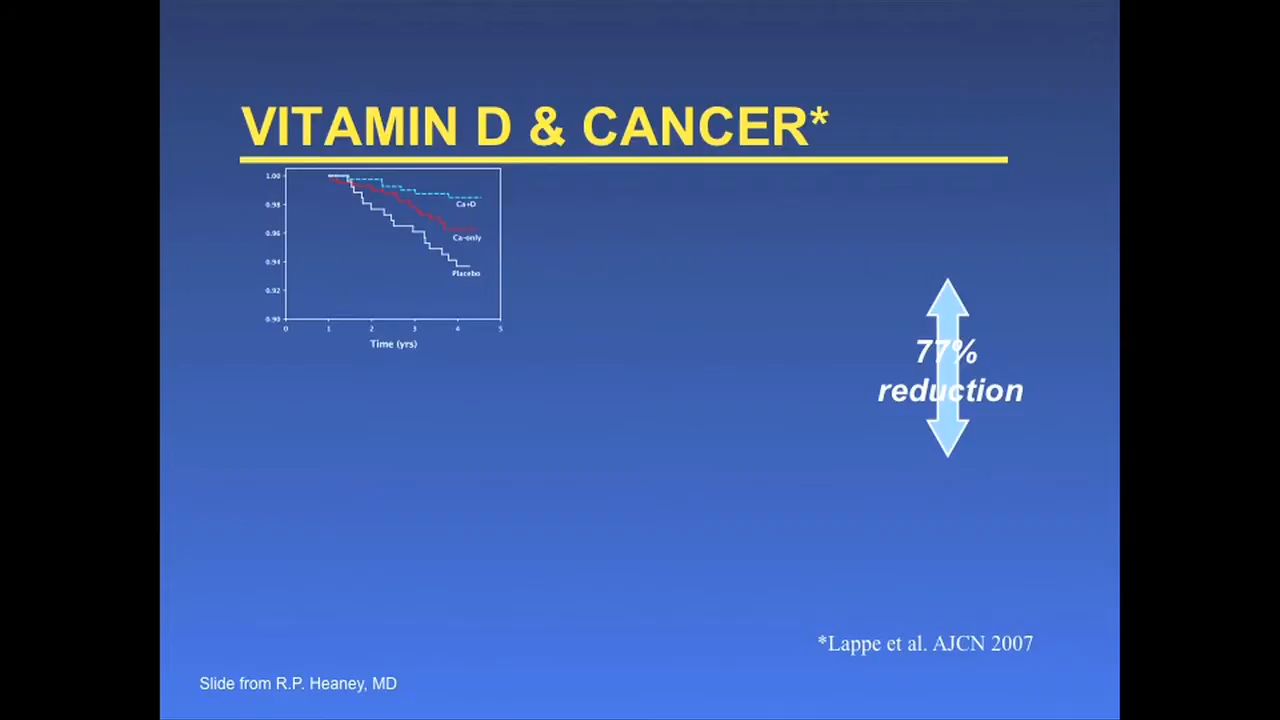 VITAMIN D & CANCER*
1.00
0.98
0.96
0.94
0.92
0.90
Ca+D
Ca-only
Placebo
0 1 2 3 4 5
Time (yrs)
77%
reduction
*Lappe et al. AJCN 2007
Slide from R.P. Heaney, MD